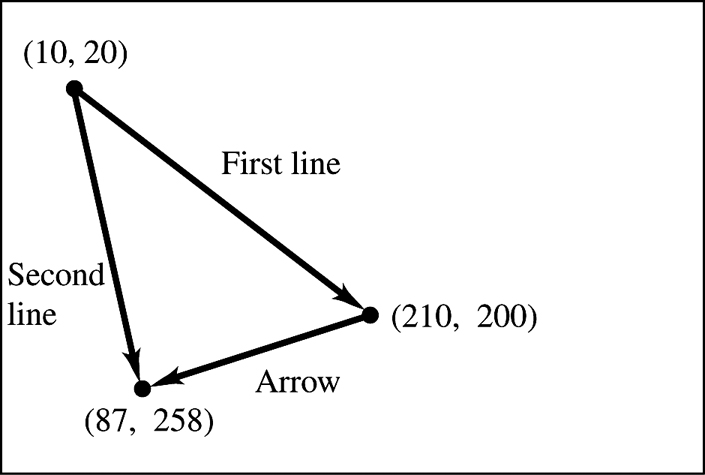 (10, 20)
First line
Second
line
(210, 200)
Arrow
(87, 258)